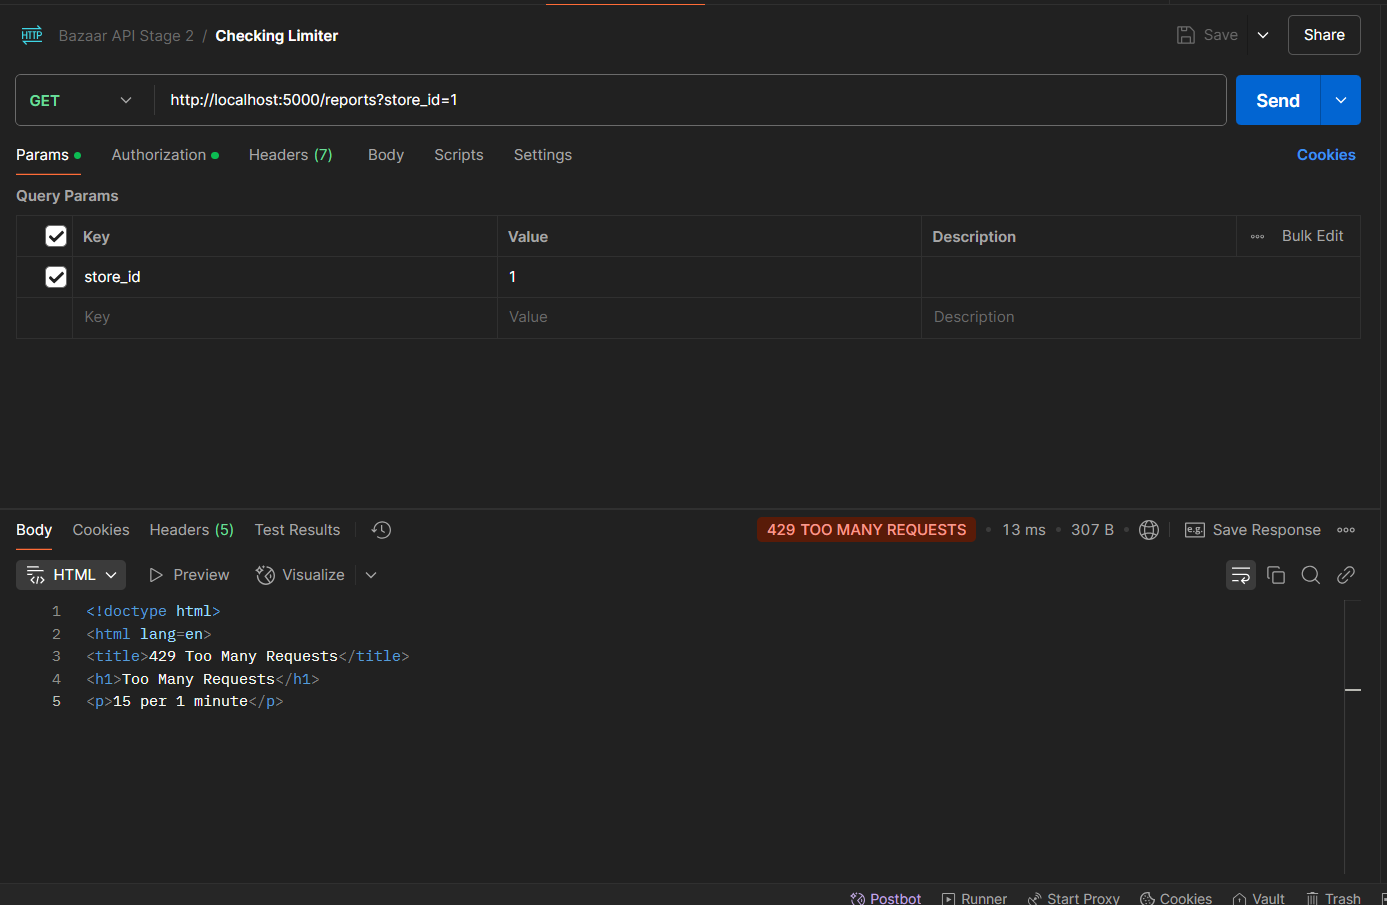 HTTP Bazaar API Stage 2 / Checking Limiter Save Share
GET http://localhost:5000/reports?store_id=1 Send
Params Authorization Headers (7) Body Scripts Settings Cookies
Query Params
Key Value Description Bulk Edit
store_id 1
Key Value Description
Body Cookies Headers (5) Test Results 429 TOO MANY REQUESTS 13 ms 307 B e.g. Save Response
HTML Preview Visualize
1 <!doctype html>
2 <html lang=en>
3 <title>429 Too Many Requests</title>
4 <h1>Too Many Requests</h1>
5 <p>15 per 1 minute</p>
Postbot Runner Start Proxy Cookies Vault Trash